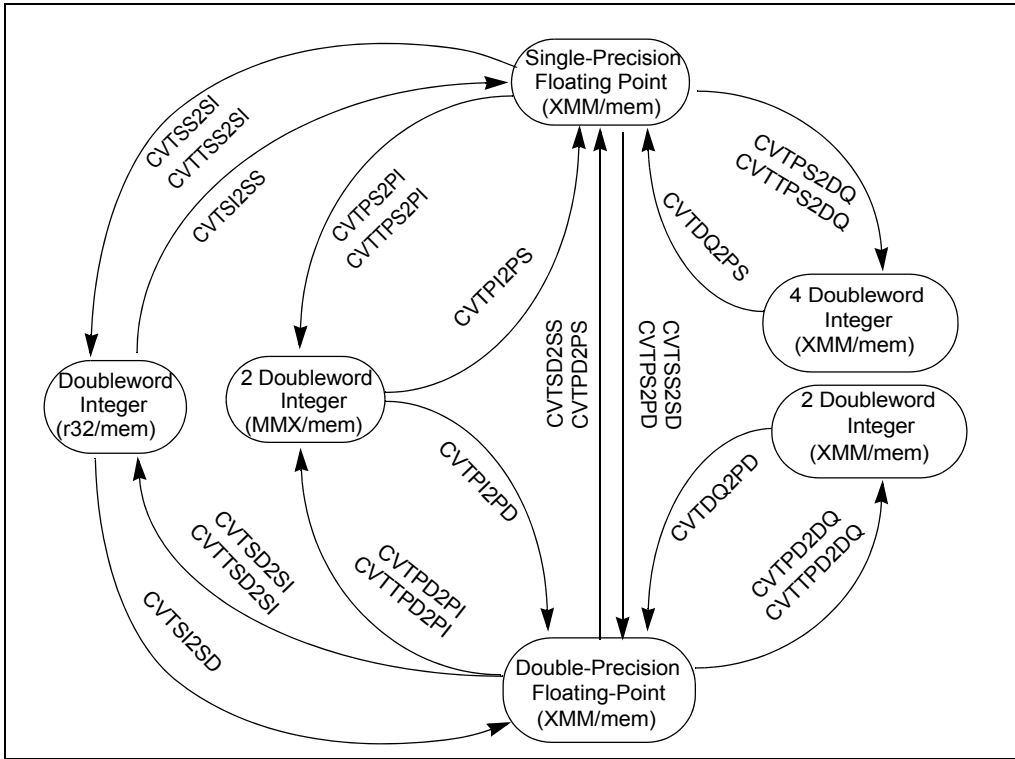 Single-Precision
Floating Point
(XMM/mem)
CVTSS2SI
CVTTSS2SI
CVTSI2SS
CVTPS2PI
CVTTPS2PI
CVTPI2PS
CVTPS2DQ
CVTTPS2DQ
CVTDQ2PS
4 Doubleword
Integer
(XMM/mem)
Doubleword
Integer
(r32/mem)
2 Doubleword
Integer
(MMX/mem)
CVTSD2SS
CVTPD2PS
CVTSS2SD
CVTPS2PD
2 Doubleword
Integer
(XMM/mem)
CVTPI2PD
CVTDQ2PD
CVTSD2SI
CVTTSD2SI
CVTPD2PI
CVTTPD2PI
CVTPD2DQ
CVTTPD2DQ
CVTSI2SD
Double-Precision
Floating-Point
(XMM/mem)